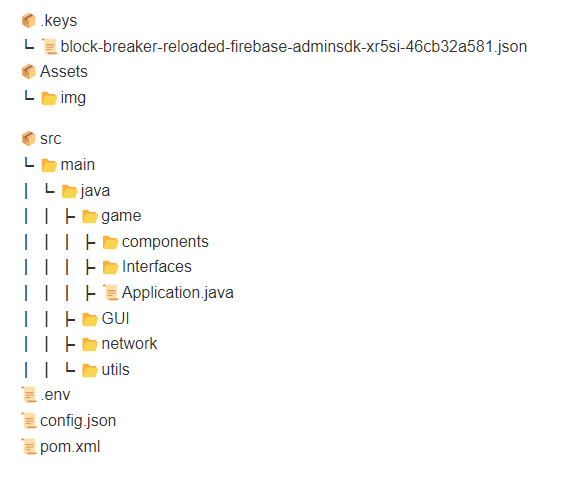 .keys
block-breaker-reloaded-firebase-adminsdk-xr5si-46cb32a581.json
Assets
img
src
main
java
game
components
Interfaces
Application.java
GUI
network
utils
.env
config.json
pom.xml